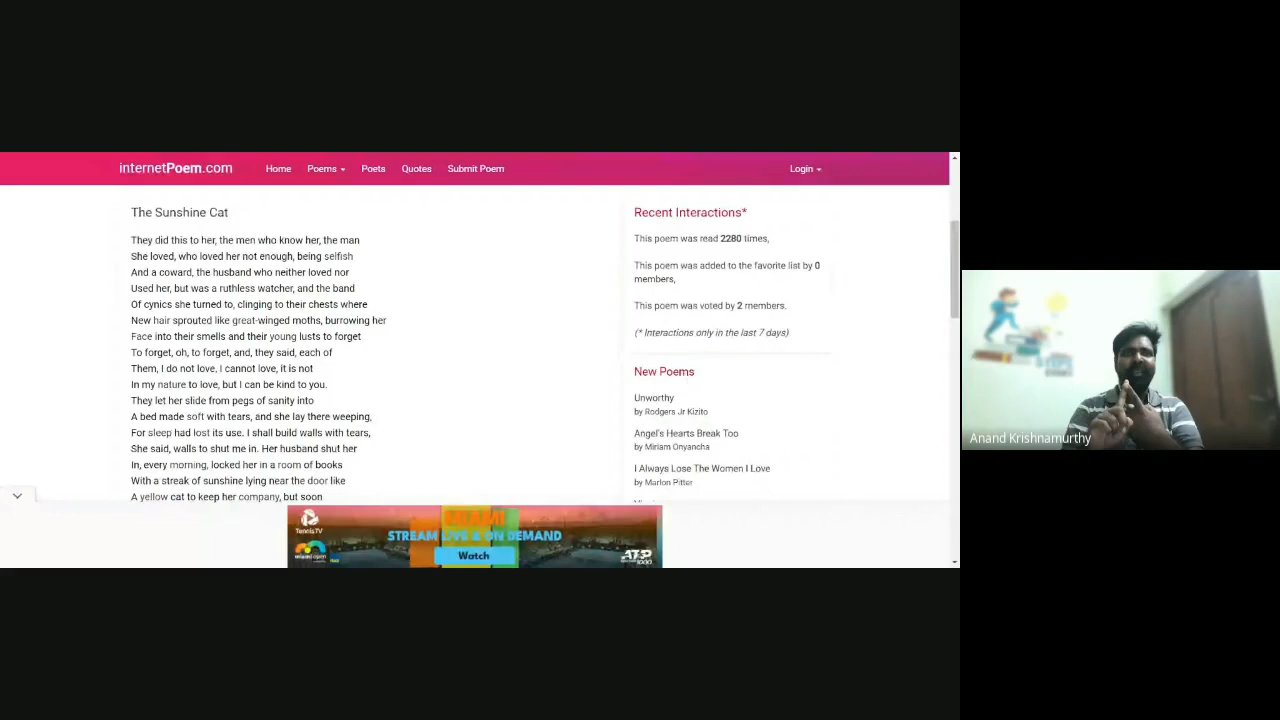 internetPoem.com
Home
Poems
Poets
Quotes
Submit Poem
Login
The Sunshine Cat
They did this to her, the men who know her, the man
She loved, who loved her not enough, being selfish
And a coward, the husband who neither loved nor
Used her, but was a ruthless watcher, and the band
Of cynics she turned to, clinging to their chests where
New hair sprouted like great-winged moths, burrowing her
Face into their smells and their young lusts to forget
To forget, oh, to forget, and, they said, each of
Them, I do not love, I cannot love, it is not
In my nature to love, but I can be kind to you.
They let her slide from pegs of sanity into
A bed made soft with tears, and she lay there weeping,
For sleep had lost its use. I shall build walls with tears,
She said, walls to shut me in. Her husband shut her
In, every morning, locked her in a room of books
With a streak of sunshine lying near the door like
A yellow cat to keep her company, but soon
Recent Interactions*
This poem was read 2280 times,
This poem was added to the favorite list by 0
members,
This poem was voted by 2 members.
(* Interactions only in the last 7 days)
New Poems
Unworthy
by Rodgers Jr Kizito
Angel's Hearts Break Too
by Miriam Onyancha
I Always Lose The Women I Love
by Marlon Pitter
TennisTV
MIAMI
STREAM LIVE & ON DEMAND
Watch
ATP
1000
Anand Krishnamurthy